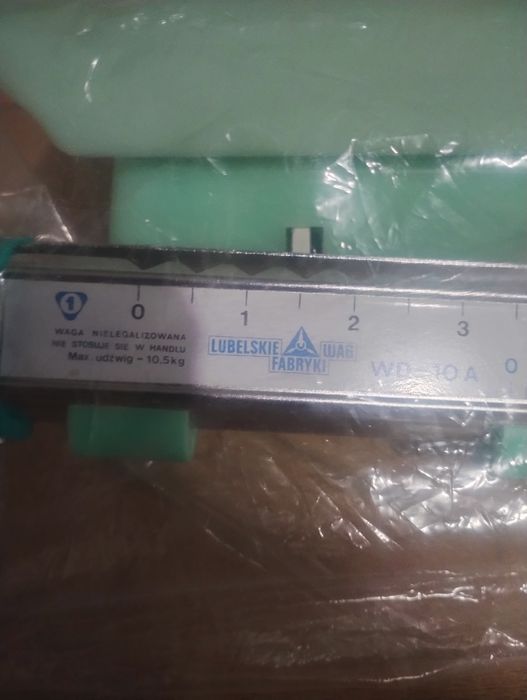 1
0 1 2 3
WAGA NIELEGALIZOWANA
NIE STOSUJE SIĘ W HANDLU
Max. udźwig - 10.5kg
LUBELSKIE FABRYKI WAG
10 A
0